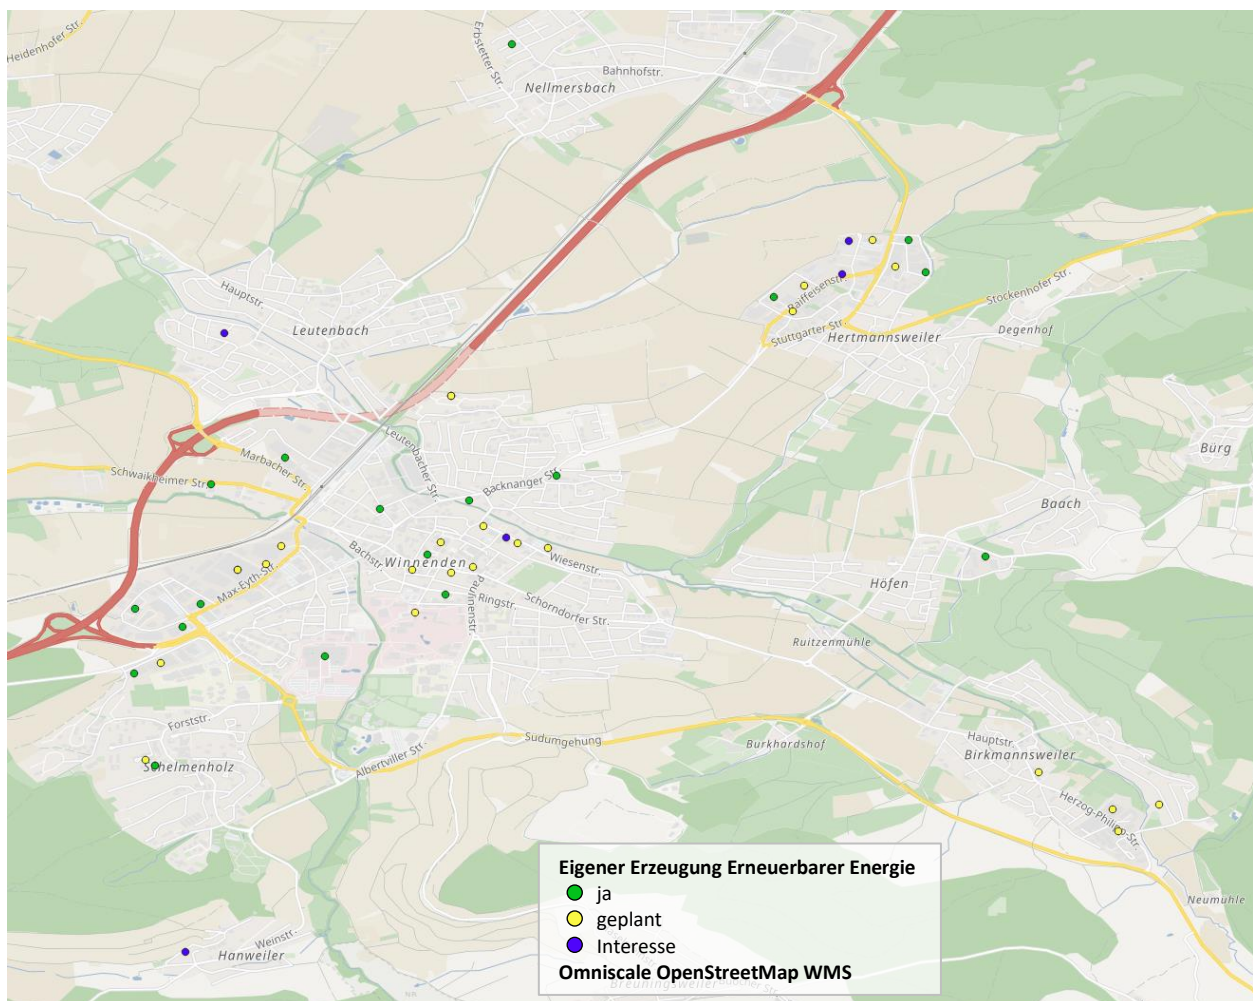 Heidenhofer Str.
Erbstetter Str.
Bahnhofstr.
Nellmersbach
Hauptstr.
Leutenbach
Raiffeisenstr.
Stockenhofer Str.
Stuttgarter Str.
Hertmannsweiler
Degenhof
Marbacher Str.
Leutenbacher Str.
Schwaikheimer Str.
Backnanger Str.
Bürg
Baach
Bachstr.
Winnenden
Wiesenstr.
Max-Eyth-Str.
Paulinenstr.
Ringstr.
Schorndorfer Str.
Höfen
Ruitzenmühle
Forststr.
Schelmenholz
Albertviller Str.
Südumgehung
Burkhardshof
Hauptstr.
Birkmannsweiler
Herzog-Philipp-Str.
Neumühle
Weinstr.
Hanweiler
Eigener Erzeugung Erneuerbarer Energie
ja
geplant
Interesse
Omniscale OpenStreetMap WMS
Breuningsweiler